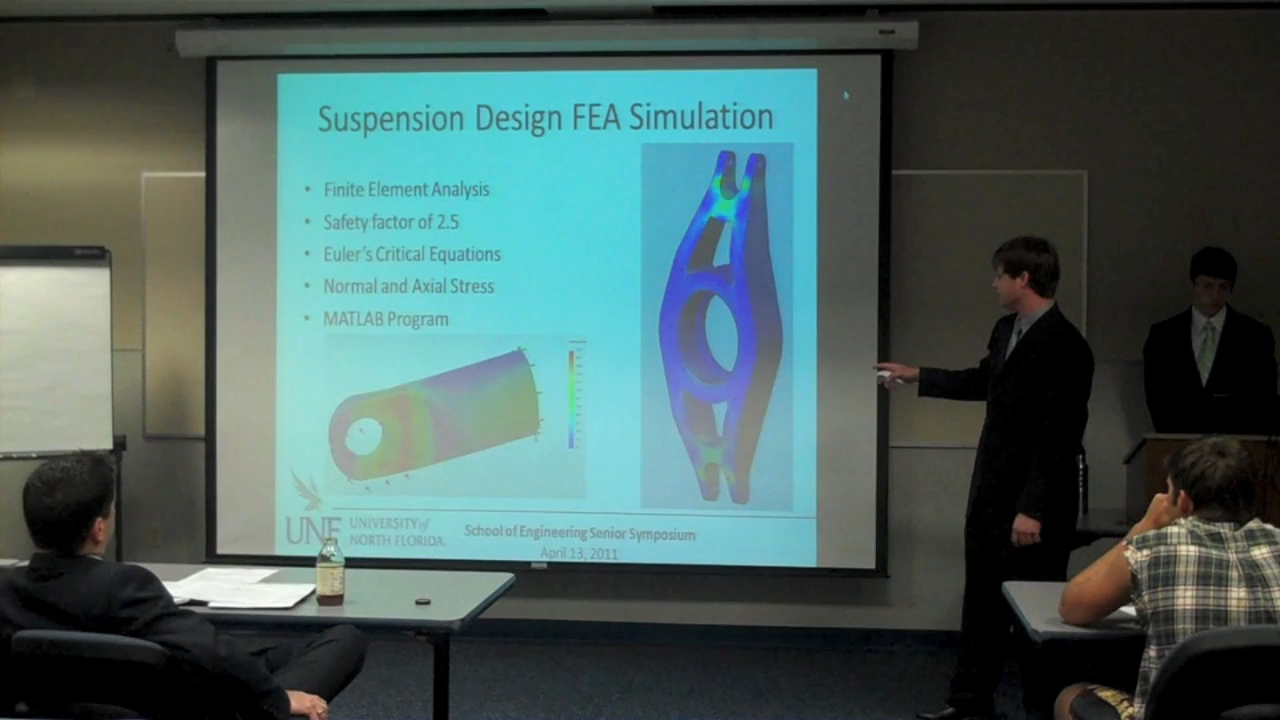 Suspension Design FEA Simulation
• Finite Element Analysis
• Safety factor of 2.5
• Euler's Critical Equations
• Normal and Axial Stress
• MATLAB Program
UNF
UNIVERSITY of
NORTH FLORIDA.
School of Engineering Senior Symposium
April 13, 2011